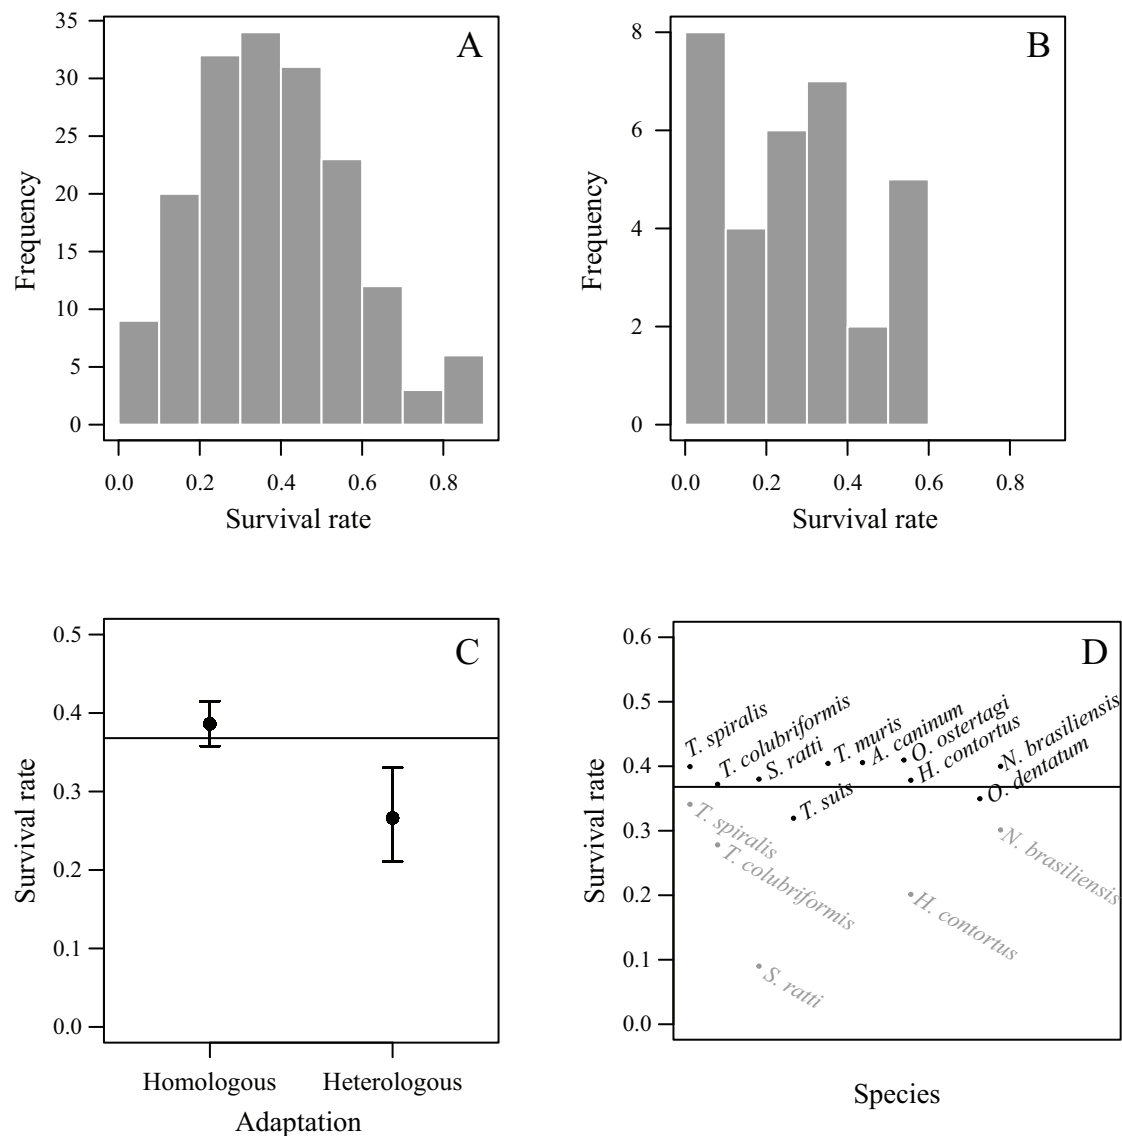 A
35
30
25
20
15
10
5
0
Frequency
0.0 0.2 0.4 0.6 0.8
Survival rate
B
8
6
4
2
0
Frequency
0.0 0.2 0.4 0.6 0.8
Survival rate
C
0.5
0.4
0.3
0.2
0.1
0.0
Survival rate
Homologous Heterologous
Adaptation
D
0.6
0.5
0.4
0.3
0.2
0.1
0.0
Survival rate
T. spiralis
T. colubriformis
S. ratti
T. suis
T. muris
A. caninum
O. ostertagi
H. contortus
N. brasiliensis
O. dentatum
T. spiralis
T. colubriformis
S. ratti
H. contortus
N. brasiliensis
Species